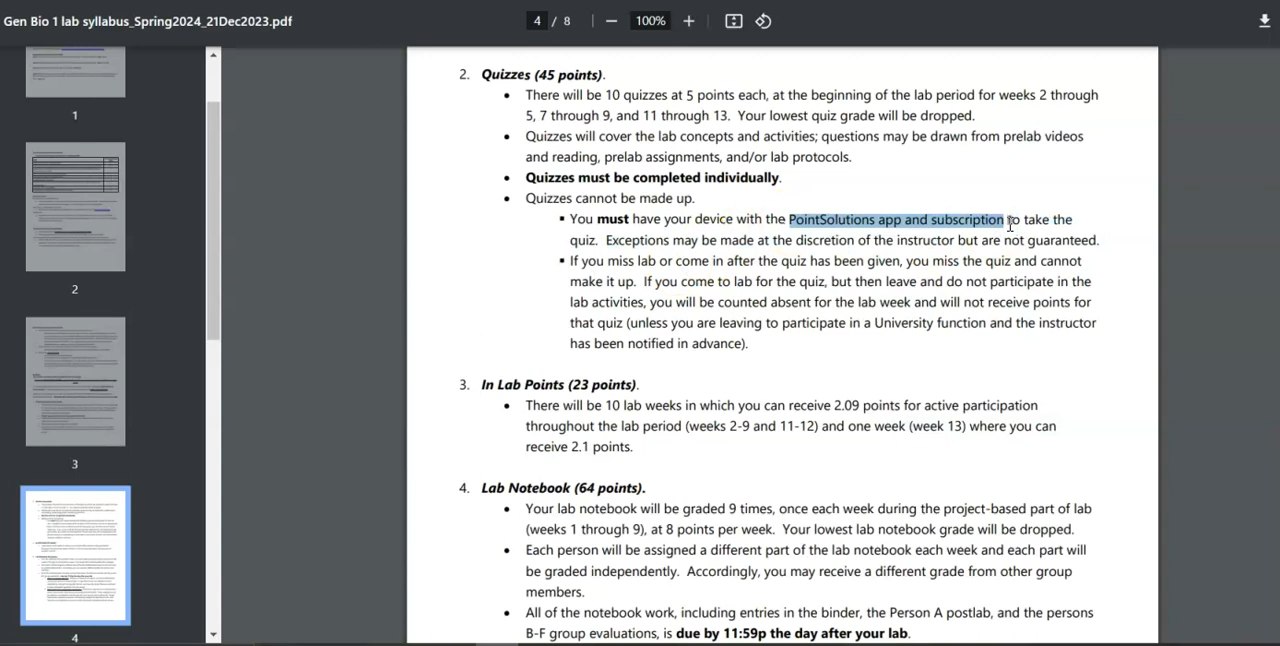 Gen Bio 1 lab syllabus_Spring2024_21Dec2023.pdf
4 / 8
100%
1
2
3
4
2. Quizzes (45 points).
• There will be 10 quizzes at 5 points each, at the beginning of the lab period for weeks 2 through
5, 7 through 9, and 11 through 13. Your lowest quiz grade will be dropped.
• Quizzes will cover the lab concepts and activities; questions may be drawn from prelab videos
and reading, prelab assignments, and/or lab protocols.
• Quizzes must be completed individually.
• Quizzes cannot be made up.
▪ You must have your device with the PointSolutions app and subscription to take the
quiz. Exceptions may be made at the discretion of the instructor but are not guaranteed.
▪ If you miss lab or come in after the quiz has been given, you miss the quiz and cannot
make it up. If you come to lab for the quiz, but then leave and do not participate in the
lab activities, you will be counted absent for the lab week and will not receive points for
that quiz (unless you are leaving to participate in a University function and the instructor
has been notified in advance).
3. In Lab Points (23 points).
• There will be 10 lab weeks in which you can receive 2.09 points for active participation
throughout the lab period (weeks 2-9 and 11-12) and one week (week 13) where you can
receive 2.1 points.
4. Lab Notebook (64 points).
• Your lab notebook will be graded 9 times, once each week during the project-based part of lab
(weeks 1 through 9), at 8 points per week. Your lowest lab notebook grade will be dropped.
• Each person will be assigned a different part of the lab notebook each week and each part will
be graded independently. Accordingly, you may receive a different grade from other group
members.
• All of the notebook work, including entries in the binder, the Person A postlab, and the persons
B-F group evaluations, is due by 11:59p the day after your lab.